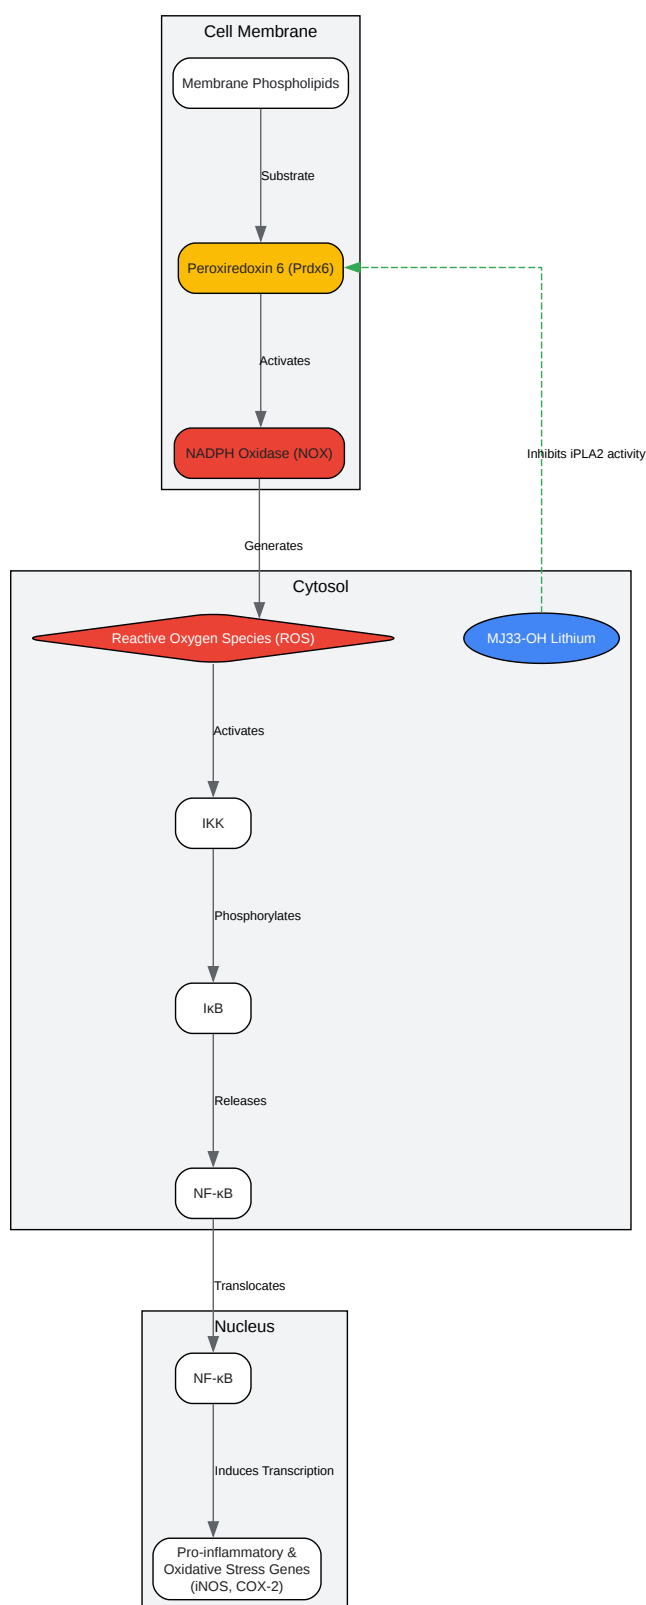 Cell Membrane
Membrane Phospholipids
Substrate
Peroxiredoxin 6 (Prdx6)
Activates
NADPH Oxidase (NOX)
Inhibits iPLA2 activity
Generates
Cytosol
Reactive Oxygen Species (ROS)
MJ33-OH Lithium
Activates
IKK
Phosphorylates
IκB
Releases
NF-κB
Translocates
Nucleus
NF-κB
Induces Transcription
Pro-inflammatory &
Oxidative Stress Genes
(iNOS, COX-2)